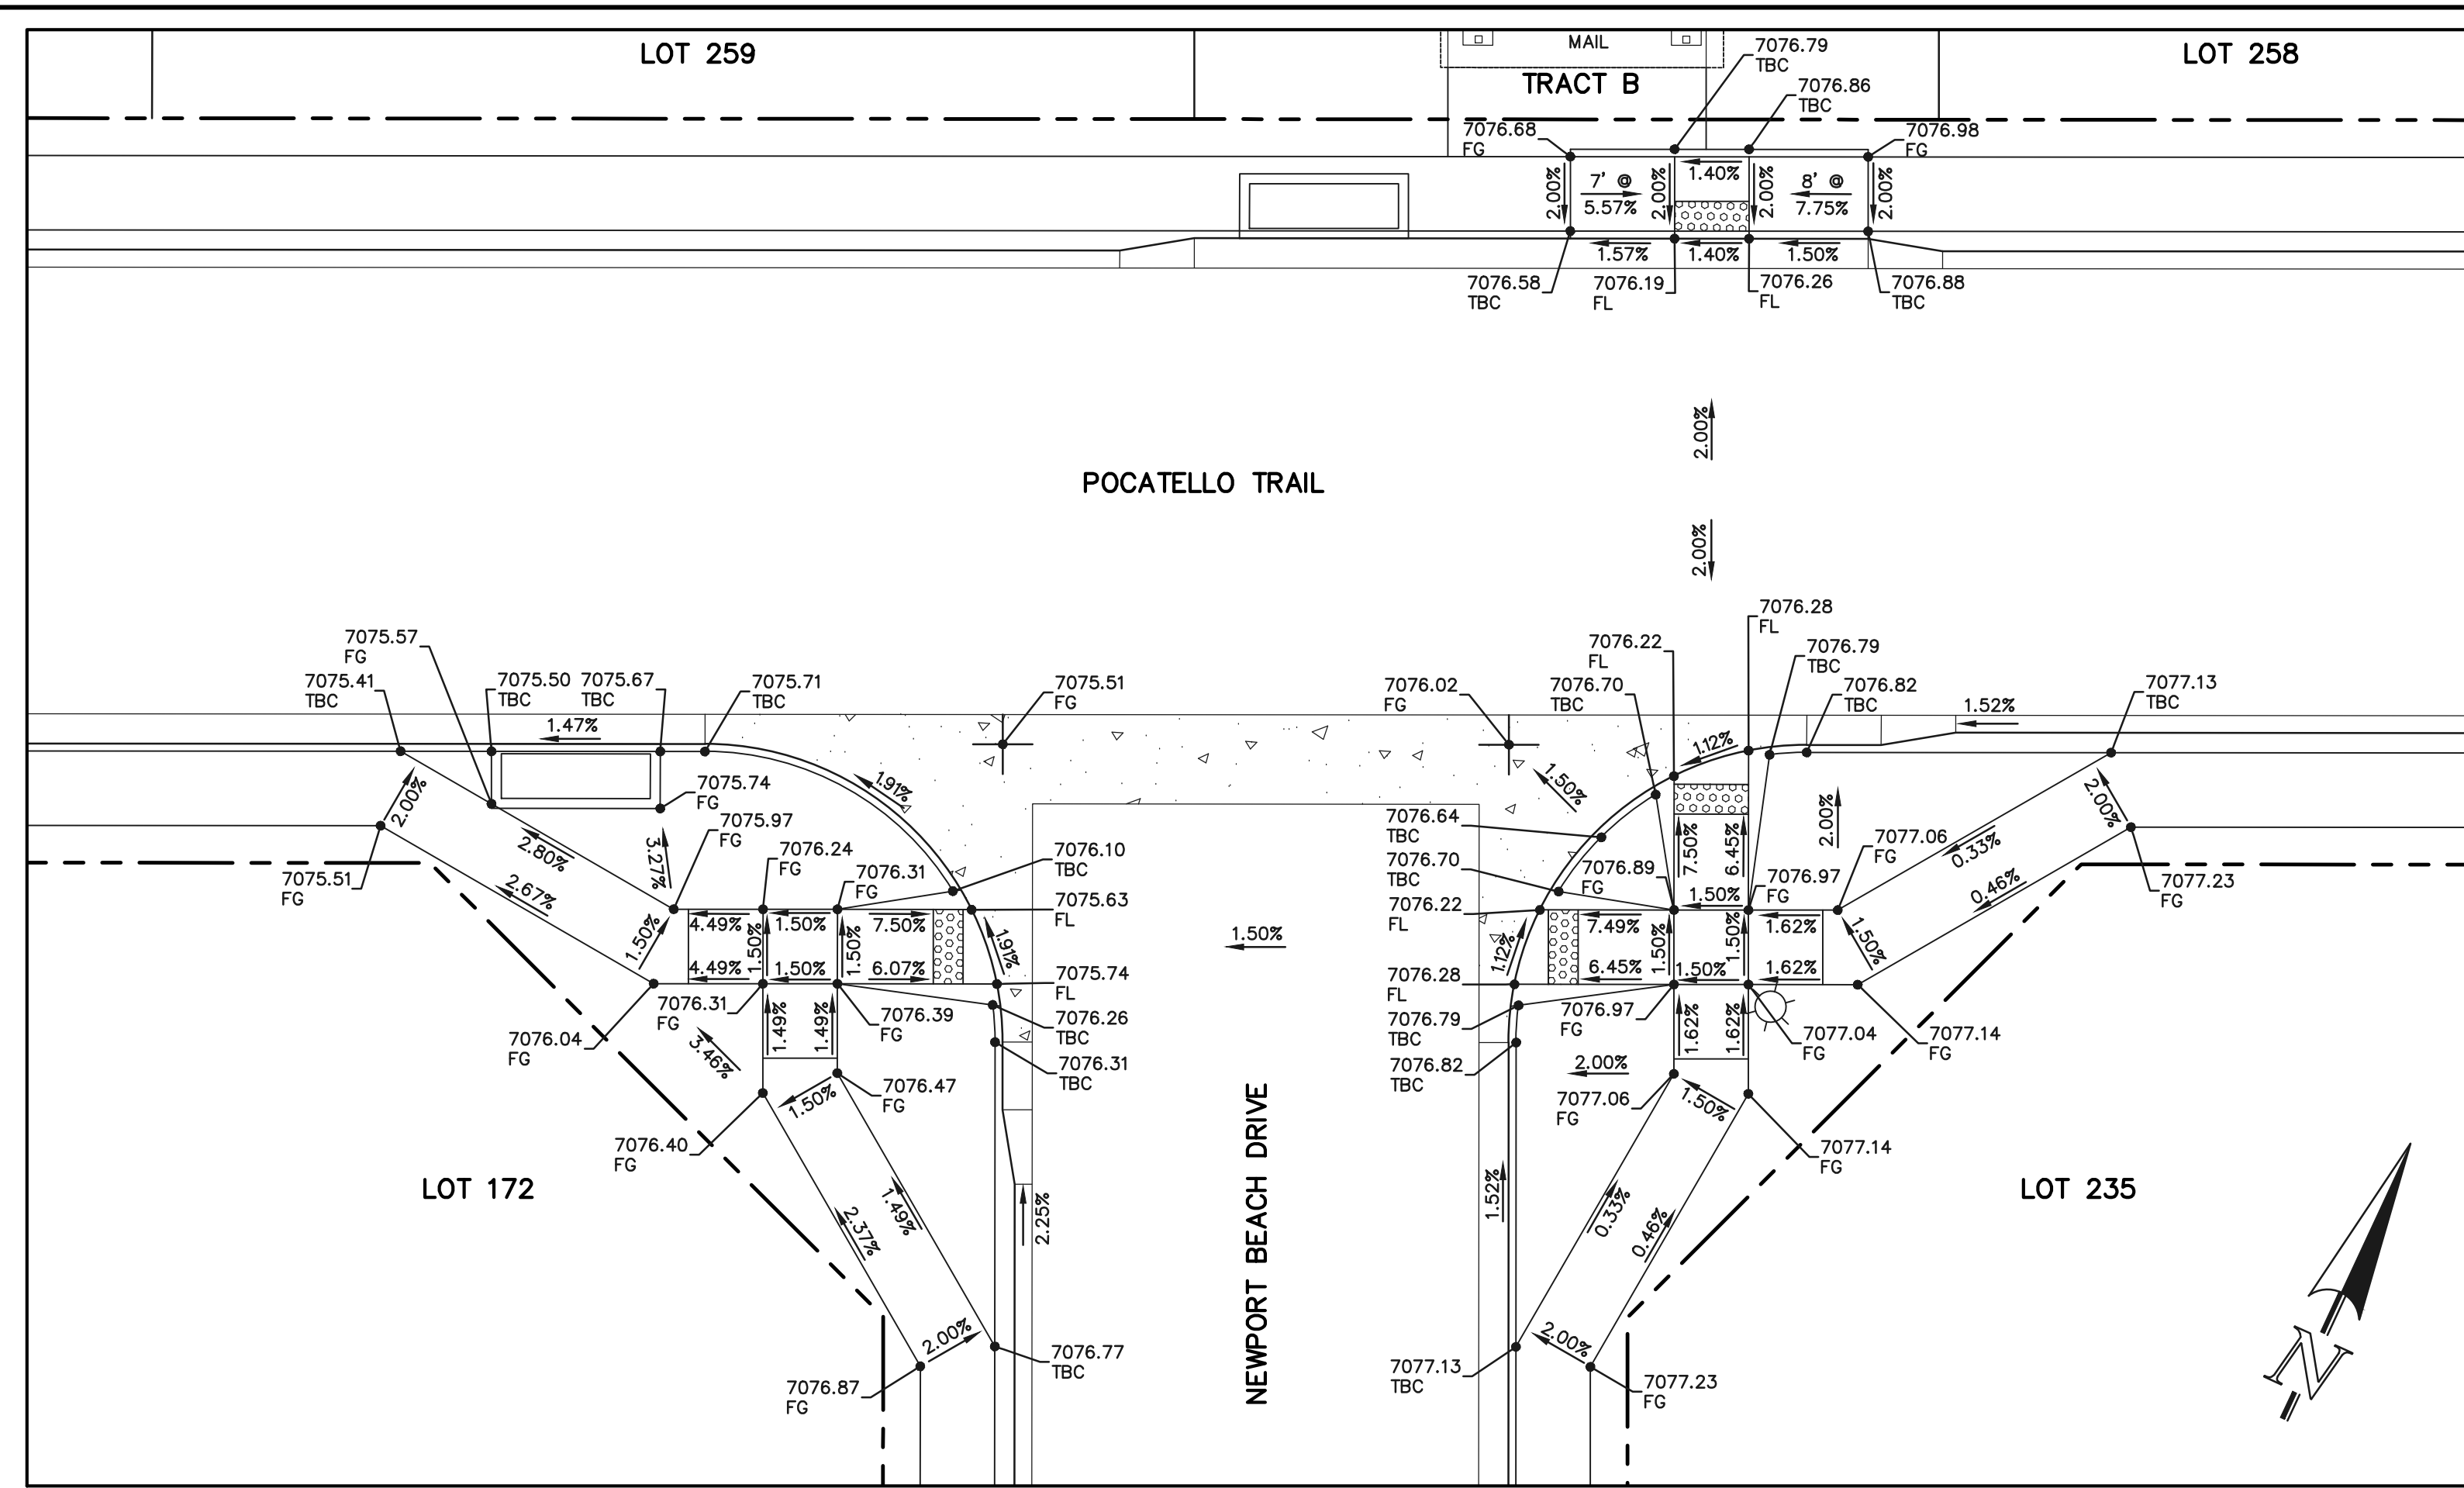 LOT 259
MAIL
TRACT B
LOT 258
7076.79
TBC
7076.86
TBC
7076.68
FG
7076.98
FG
2.00%
7' @
5.57%
2.00%
1.40%
2.00%
8' @
7.75%
2.00%
1.57%
1.40%
1.50%
7076.58
TBC
7076.19
FL
7076.26
FL
7076.88
TBC
2.00%
POCATELLO TRAIL
2.00%
7075.57
FG
7075.41
TBC
7075.50
TBC
7075.67
TBC
7075.71
TBC
1.47%
7075.51
FG
7076.02
FG
7076.22
FL
7076.28
FL
7076.70
TBC
7076.79
TBC
7076.82
TBC
7077.13
TBC
1.52%
1.12%
1.50%
1.91%
2.00%
7075.74
FG
7075.97
FG
3.27%
2.80%
2.67%
7075.51
FG
7076.24
FG
7076.31
FG
7076.10
TBC
7075.63
FL
1.50%
4.49%
1.50%
7.50%
1.50%
1.50%
4.49%
1.50%
6.07%
1.91%
7075.74
FL
7076.04
FG
7076.31
FG
3.46%
1.49%
1.49%
7076.39
FG
7076.26
TBC
7076.31
TBC
7076.47
FG
1.50%
7076.40
FG
LOT 172
2.37%
1.49%
2.25%
2.00%
7076.87
FG
7076.77
TBC
1.50%
NEWPORT BEACH DRIVE
7076.64
TBC
7076.70
TBC
7076.89
FG
7.50%
6.45%
2.00%
7077.06
FG
0.33%
2.00%
0.46%
7077.23
FG
7076.22
FL
1.50%
7076.97
FG
7.49%
1.50%
1.50%
1.62%
1.50%
1.12%
6.45%
1.50%
1.62%
7076.28
FL
7076.79
TBC
7076.97
FG
1.62%
1.62%
7077.04
FG
7077.14
FG
7076.82
TBC
2.00%
7077.06
FG
1.50%
7077.14
FG
1.52%
0.33%
0.46%
LOT 235
2.00%
7077.13
TBC
7077.23
FG
N